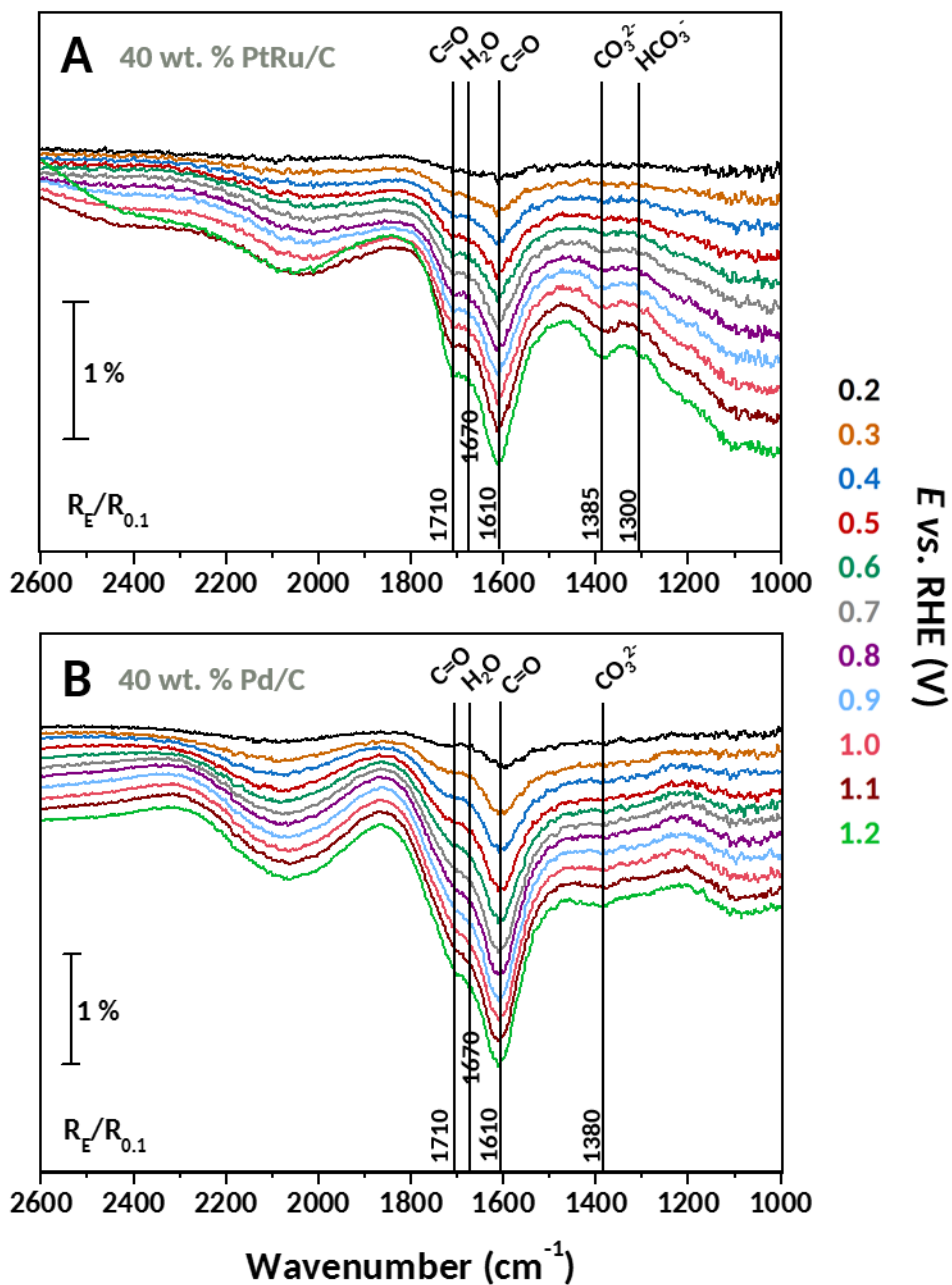 A 40 wt. % PtRu/C
C=O H₂O C=O CO₃²⁻ HCO₃⁻
1 %
R_E/R_0.1
1710 1670 1610 1385 1300
2600 2400 2200 2000 1800 1600 1400 1200 1000
B 40 wt. % Pd/C
C=O H₂O C=O CO₃²⁻
1 %
R_E/R_0.1
1710 1670 1610 1380
2600 2400 2200 2000 1800 1600 1400 1200 1000
Wavenumber (cm⁻¹)
0.2
0.3
0.4
0.5
0.6
0.7
0.8
0.9
1.0
1.1
1.2
E vs. RHE (V)